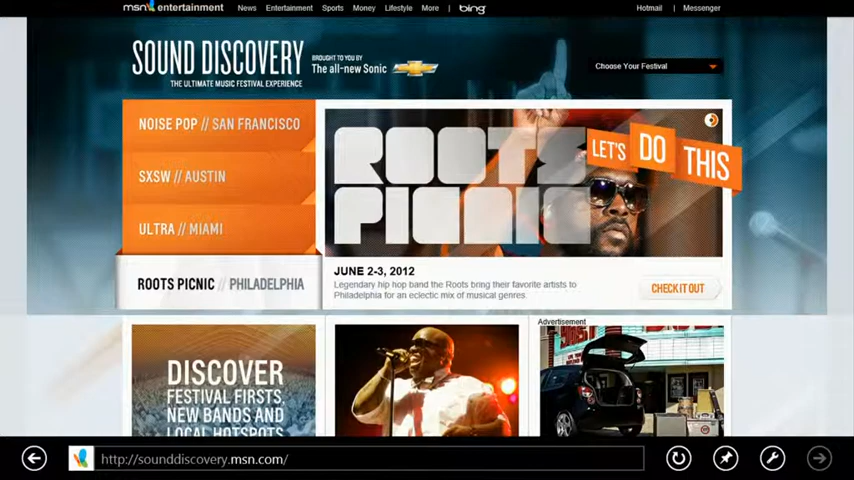 msn entertainment News Entertainment Sports Money Lifestyle More bing Hotmail Messenger
SOUND DISCOVERY
THE ULTIMATE MUSIC FESTIVAL EXPERIENCE
BROUGHT TO YOU BY
The all-new Sonic
Choose Your Festival
NOISE POP // SAN FRANCISCO
SXSW // AUSTIN
ULTRA // MIAMI
ROOTS PICNIC // PHILADELPHIA
ROOTS
PICNIC
LET'S DO THIS
JUNE 2-3, 2012
Legendary hip hop band the Roots bring their favorite artists to
Philadelphia for an eclectic mix of musical genres.
CHECK IT OUT
DISCOVER
FESTIVAL FIRSTS,
NEW BANDS AND
LOCAL HOTSPOTS
Advertisement
http://sounddiscovery.msn.com/